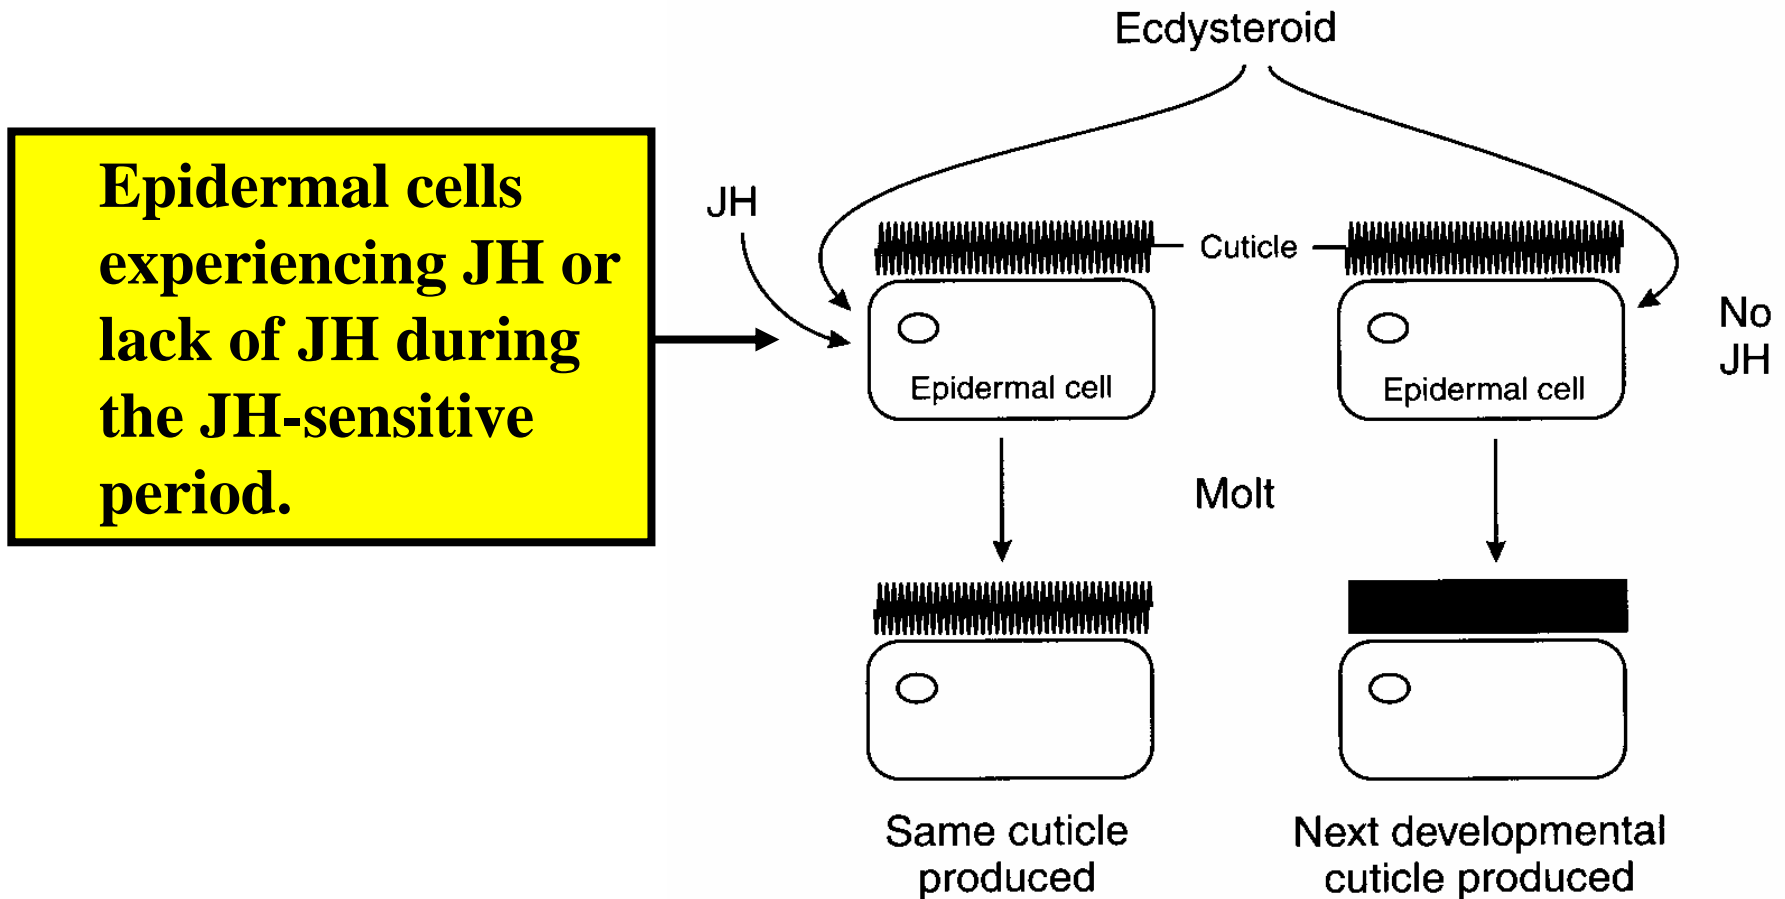 Ecdysteroid
Epidermal cells
experiencing JH or
lack of JH during
the JH-sensitive
period.
JH
Cuticle
Epidermal cell
Epidermal cell
No
JH
Molt
Same cuticle
produced
Next developmental
cuticle produced